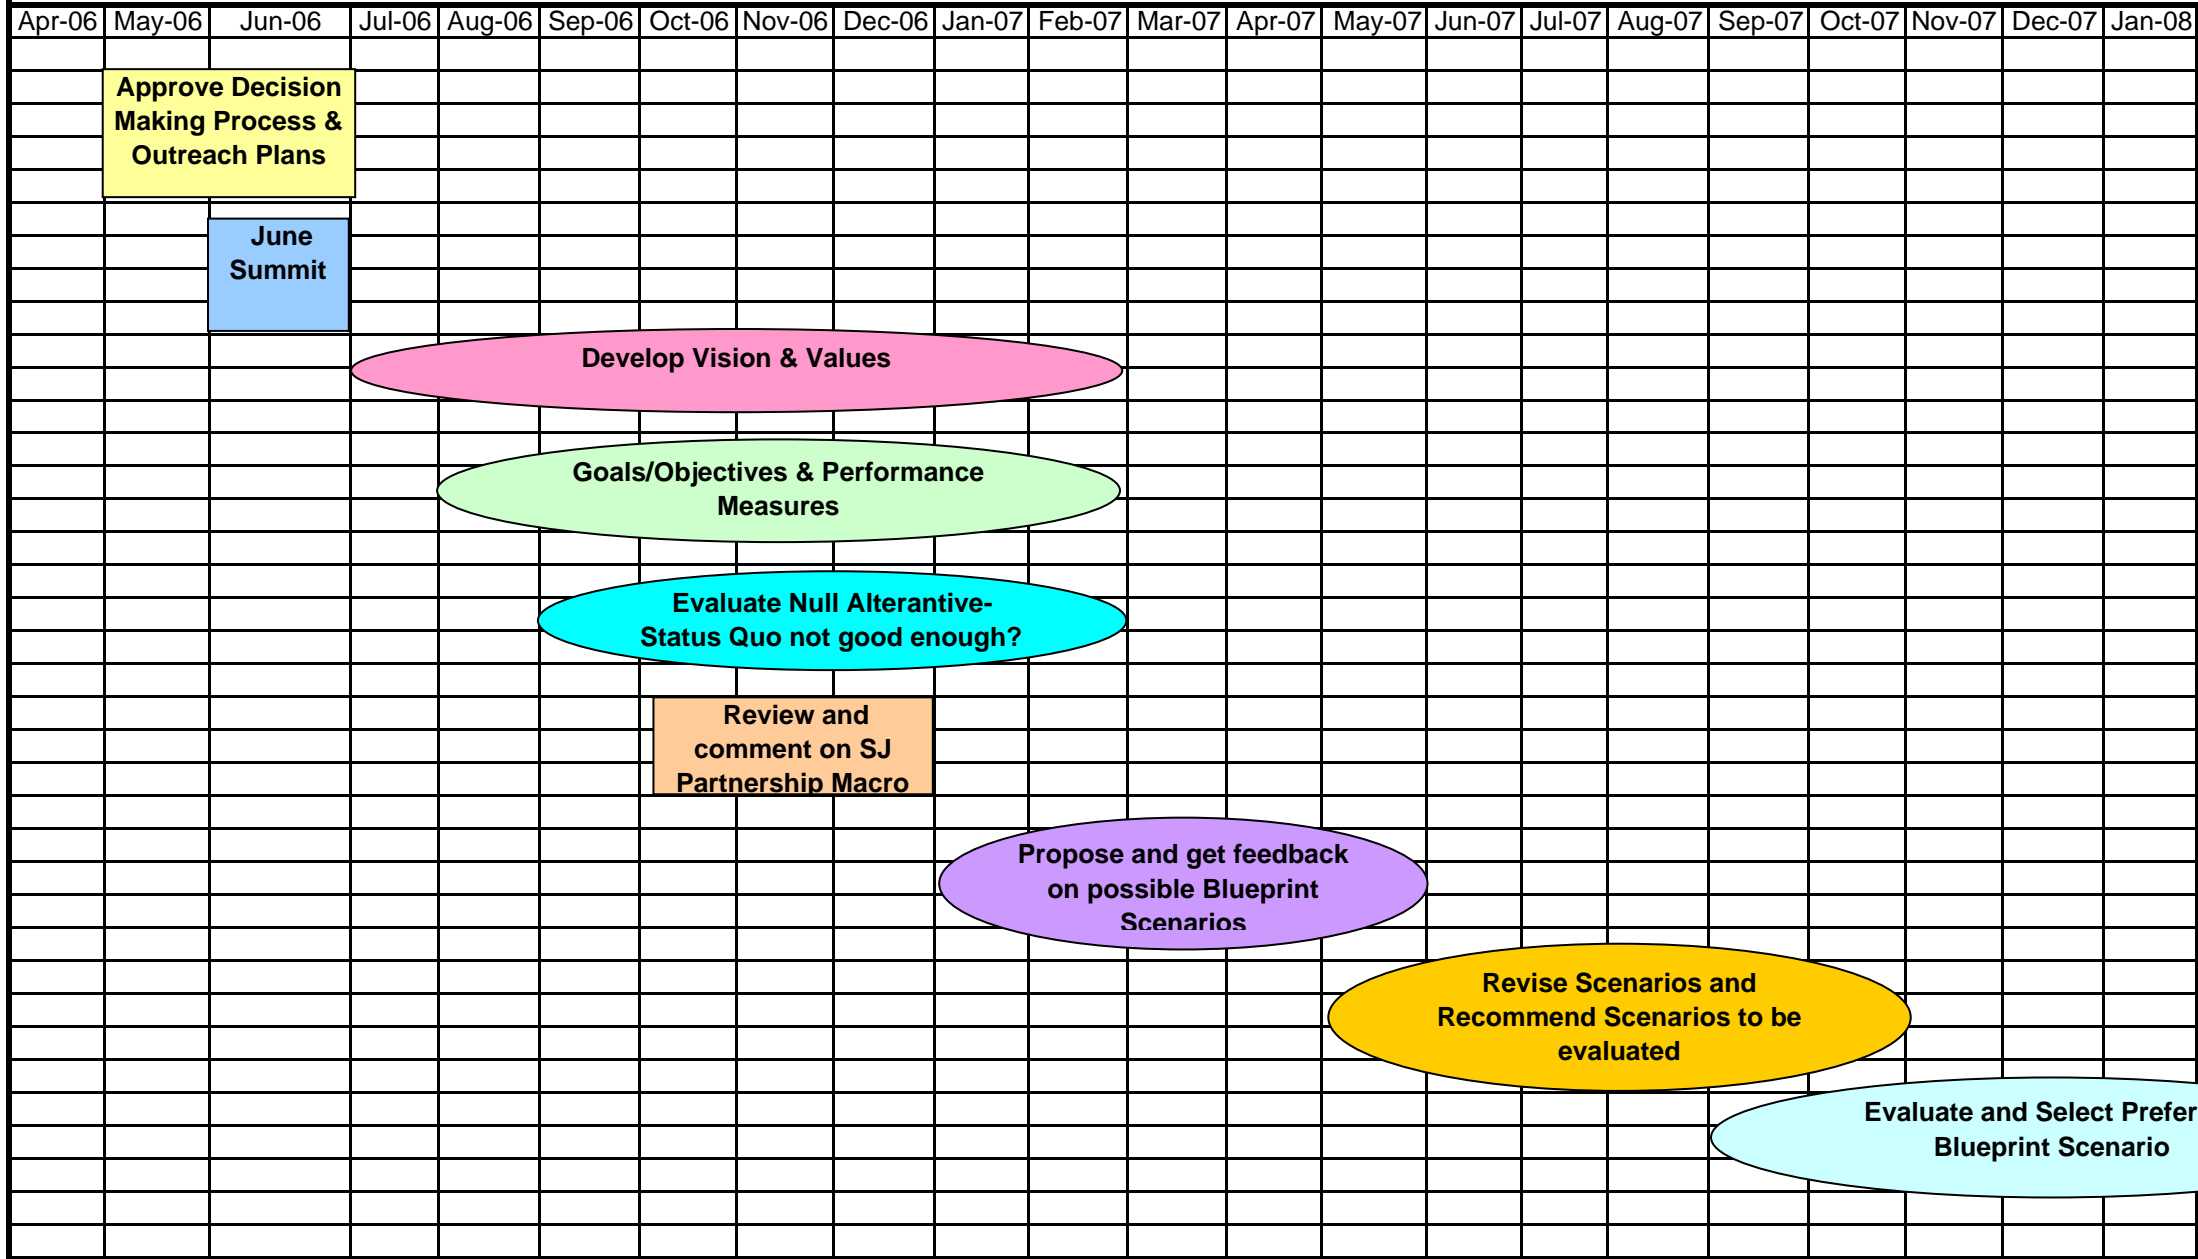 Apr-06 May-06 Jun-06 Jul-06 Aug-06 Sep-06 Oct-06 Nov-06 Dec-06 Jan-07 Feb-07 Mar-07 Apr-07 May-07 Jun-07 Jul-07 Aug-07 Sep-07 Oct-07 Nov-07 Dec-07 Jan-08
Approve Decision
Making Process &
Outreach Plans
June
Summit
Develop Vision & Values
Goals/Objectives & Performance
Measures
Evaluate Null Alterantive-
Status Quo not good enough?
Review and
comment on SJ
Partnership Macro
Propose and get feedback
on possible Blueprint
Scenarios
Revise Scenarios and
Recommend Scenarios to be
evaluated
Evaluate and Select Prefer
Blueprint Scenario